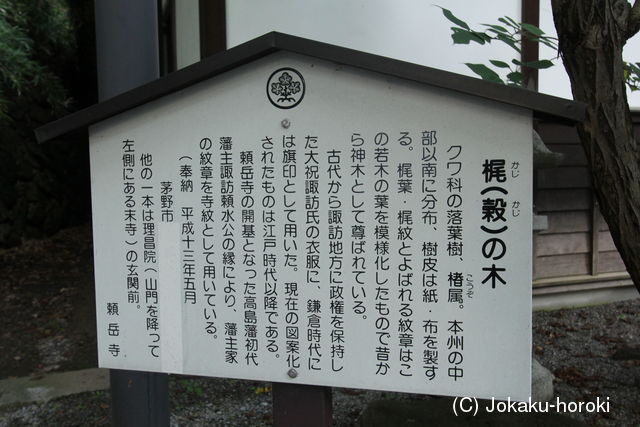 梶(穀)の木
かじ かじ
クワ科の落葉樹、楮属。本州の中
こうぞ
部以南に分布、樹皮は紙・布を製す
る。梶葉・梶紋とよばれる紋章はこ
の若木の葉を模様化したもので昔か
ら神木として尊ばれている。
古代から諏訪地方に政権を保持し
た大祝諏訪氏の衣服に、鎌倉時代に
は旗印として用いた。現在の図案化
されたものは江戸時代以降である。
頼岳寺の開基となった高島藩初代
藩主諏訪頼水公の縁により、藩主家
の紋章を寺紋として用いている。
(奉納 平成十三年五月
茅野市
他の一本は理昌院(山門を降って
左側にある末寺)の玄関前。
頼岳寺
(C) Jokaku-horoki